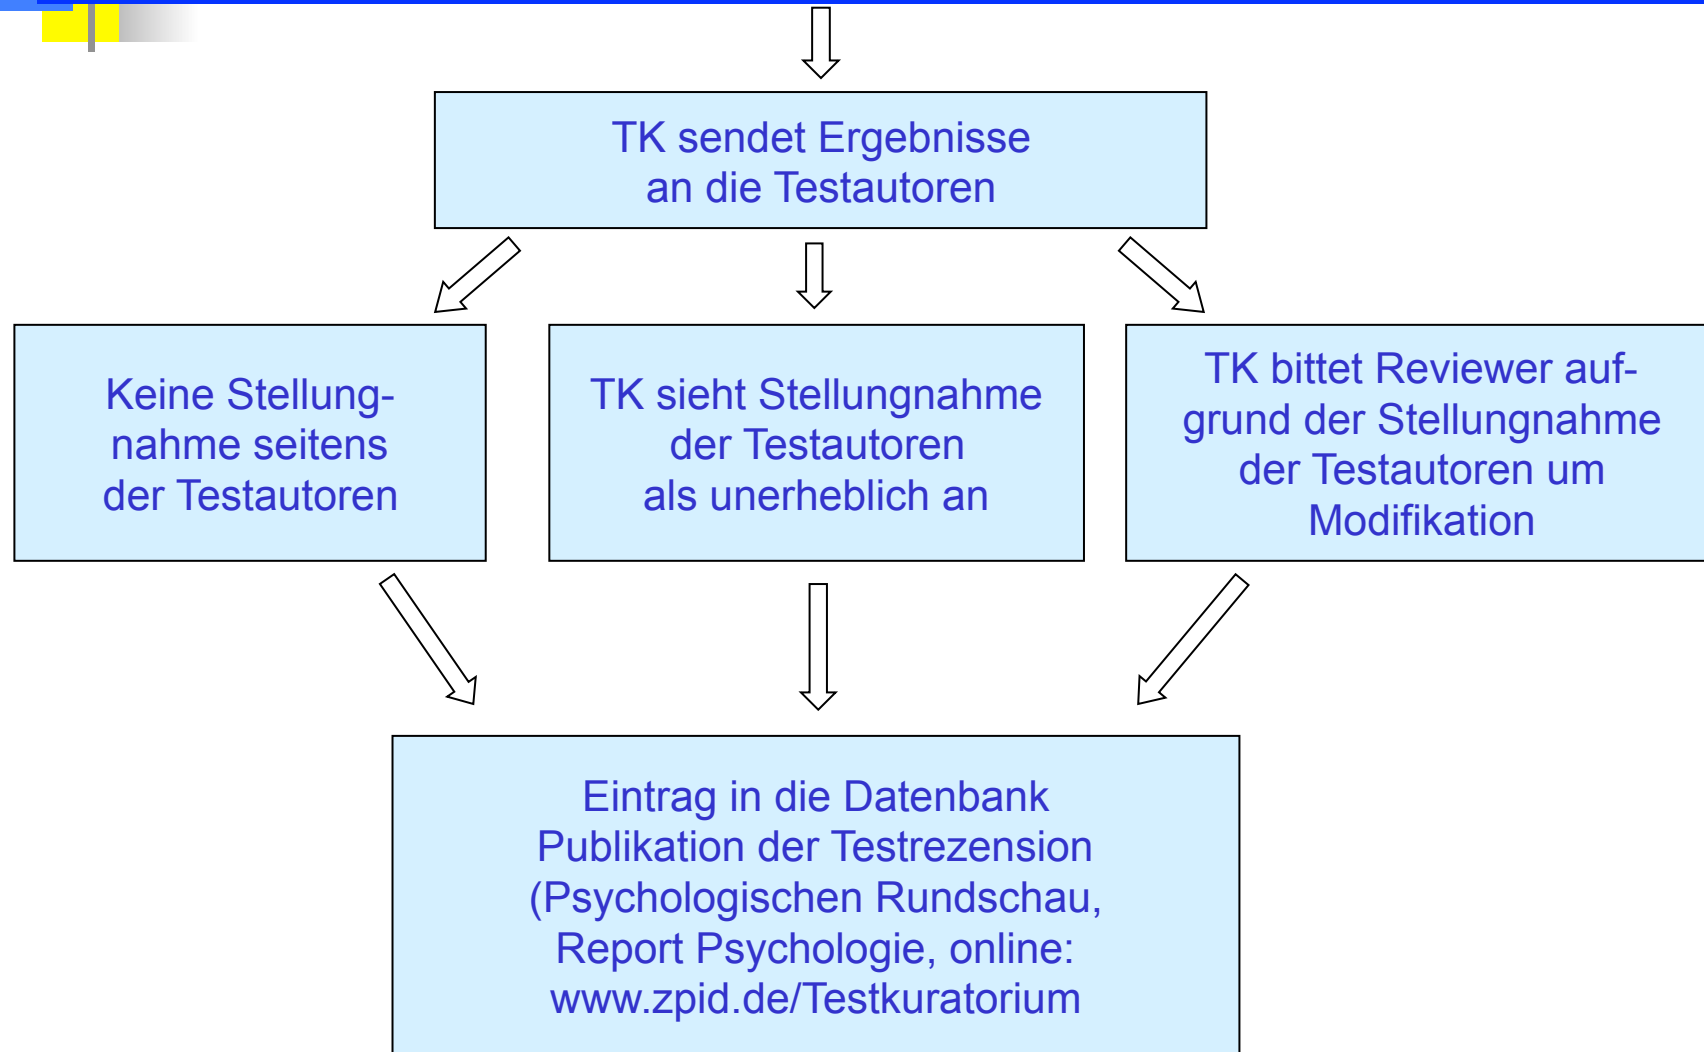 TK sendet Ergebnisse
an die Testautoren
Keine Stellung-
nahme seitens
der Testautoren
TK sieht Stellungnahme
der Testautoren
als unerheblich an
TK bittet Reviewer auf-
grund der Stellungnahme
der Testautoren um
Modifikation
Eintrag in die Datenbank
Publikation der Testrezension
(Psychologischen Rundschau,
Report Psychologie, online:
www.zpid.de/Testkuratorium